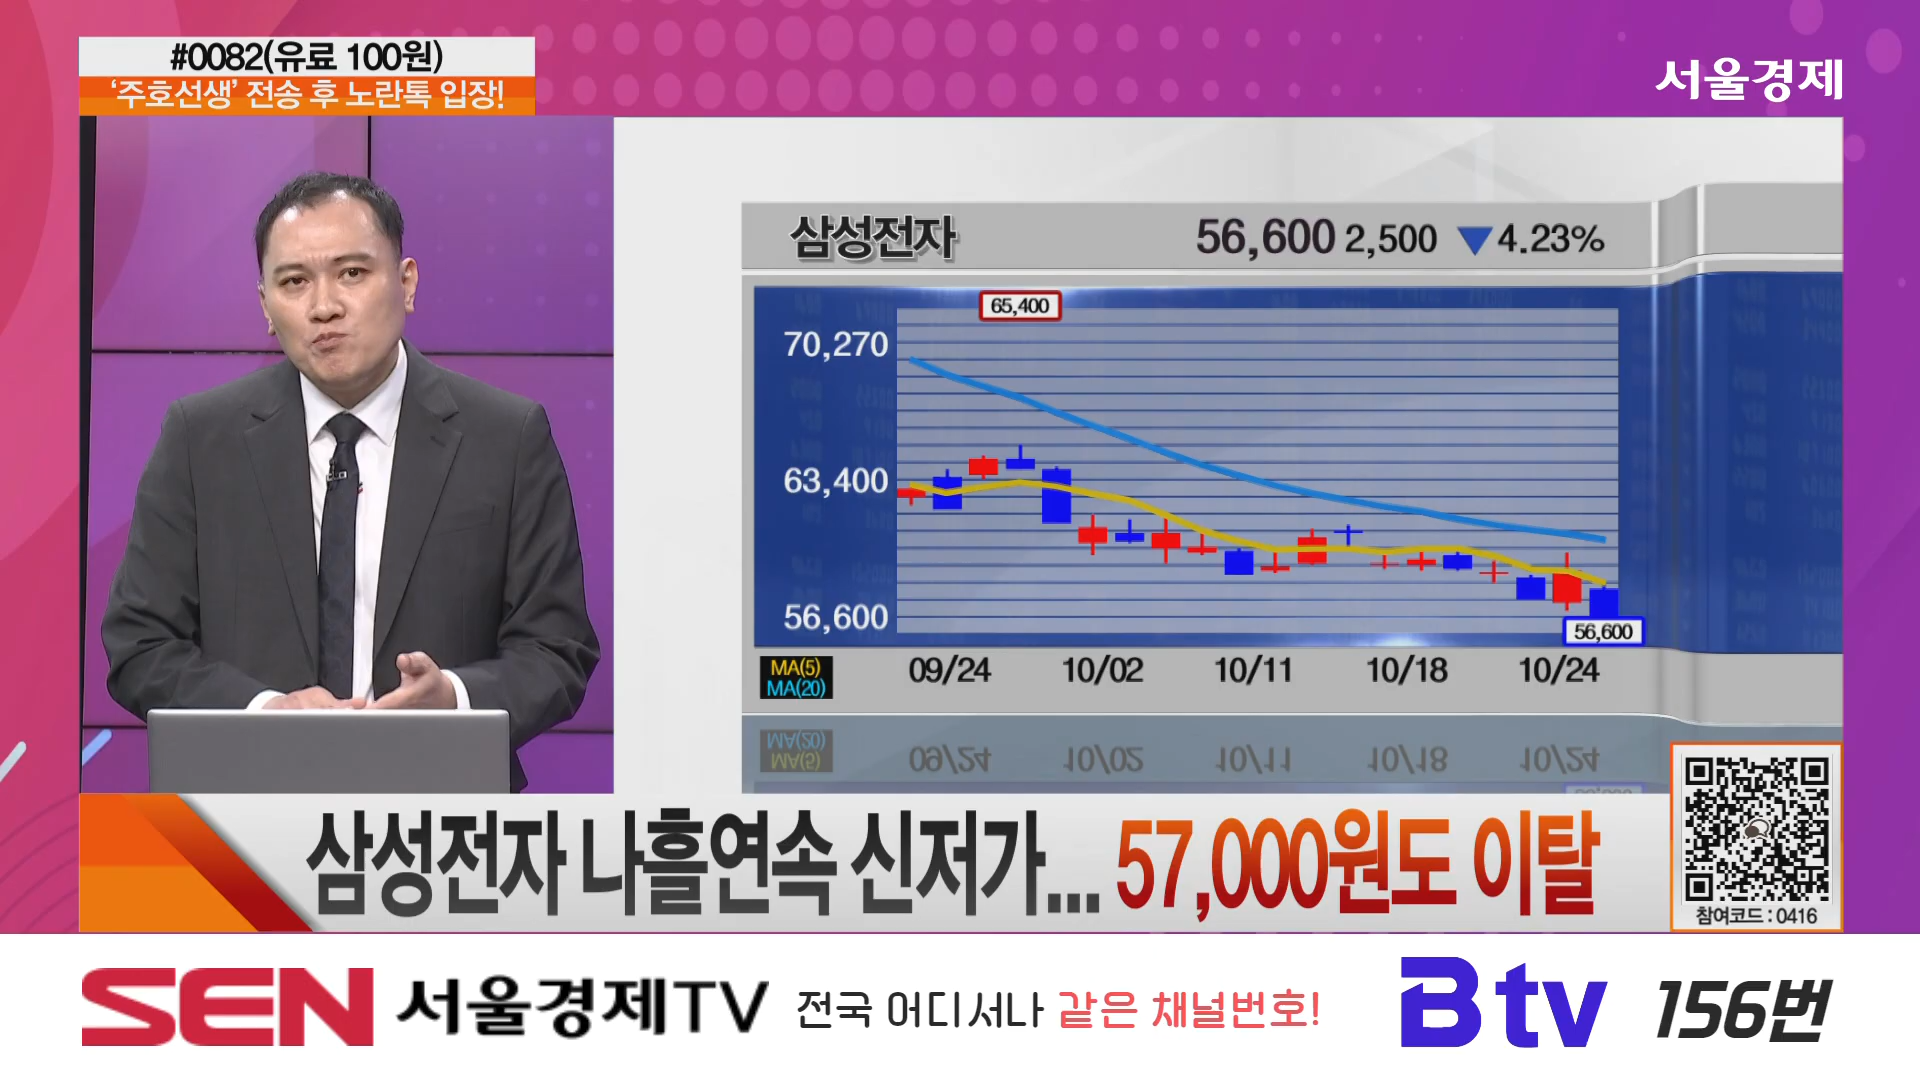 #0082(유료 100원)
‘주호선생’ 전송 후 노란톡 입장!
서울경제
삼성전자 56,600 2,500 ▼4.23%
65,400
70,270
63,400
56,600
56,600
MA(5)
MA(20)
09/24 10/02 10/11 10/18 10/24
삼성전자 나흘연속 신저가... 57,000원도 이탈
참여코드 : 0416
SEN 서울경제TV 전국 어디서나 같은 채널번호! B tv 156번